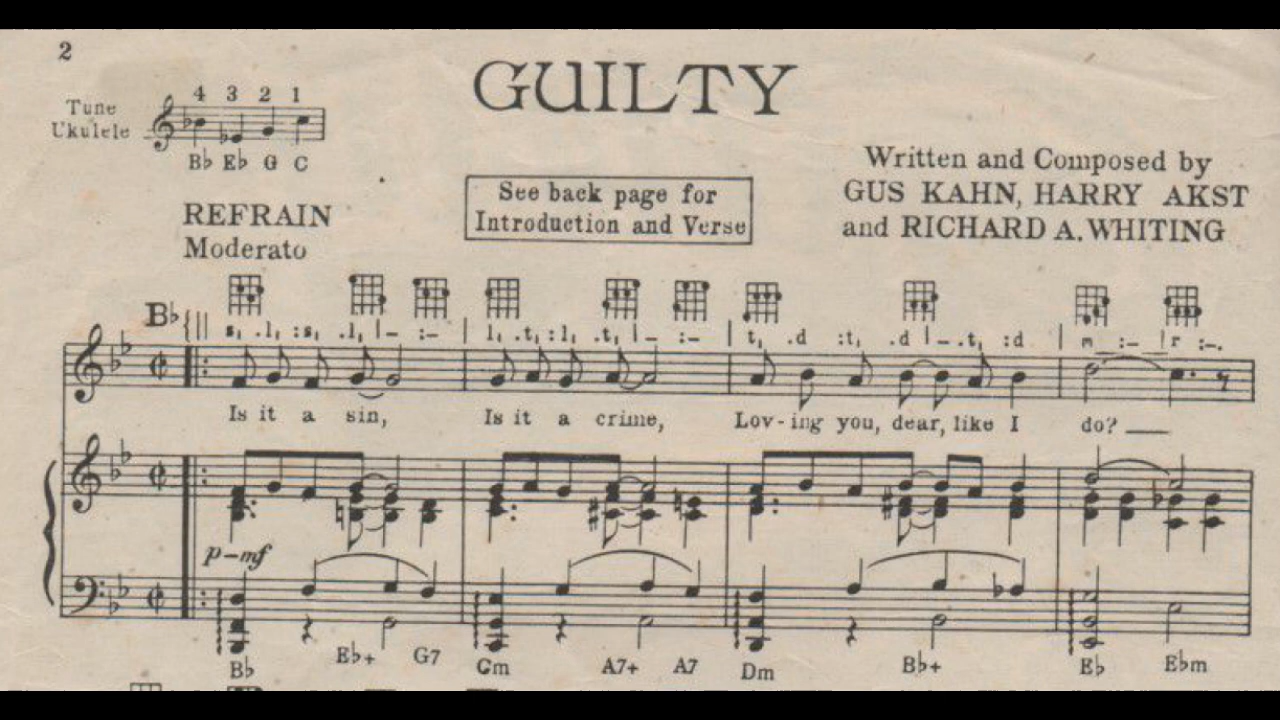 2
GUILTY
4 3 2 1
Tune
Ukulele
B♭ E♭ G C
Written and Composed by
GUS KAHN, HARRY AKST
and RICHARD A. WHITING
See back page for
Introduction and Verse
REFRAIN
Moderato
B♭ {|| s, .l, :s, .l, | – :– | l, .t, :l, .t, | – :– | t, .d :t, .d | – .t, :d | m :– | r :–.
Is it a sin, Is it a crime, Lov-ing you, dear, like I do?
p–mf
B♭ E♭+ G7 Cm A7+ A7 Dm B♭+ E♭ E♭m